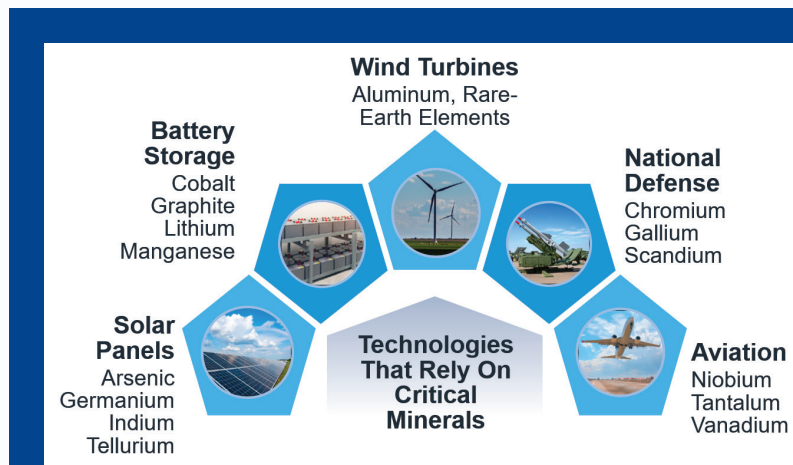 Wind Turbines
Aluminum, Rare-
Earth Elements
Battery
Storage
Cobalt
Graphite
Lithium
Manganese
National
Defense
Chromium
Gallium
Scandium
Solar
Panels
Arsenic
Germanium
Indium
Tellurium
Technologies
That Rely On
Critical
Minerals
Aviation
Niobium
Tantalum
Vanadium